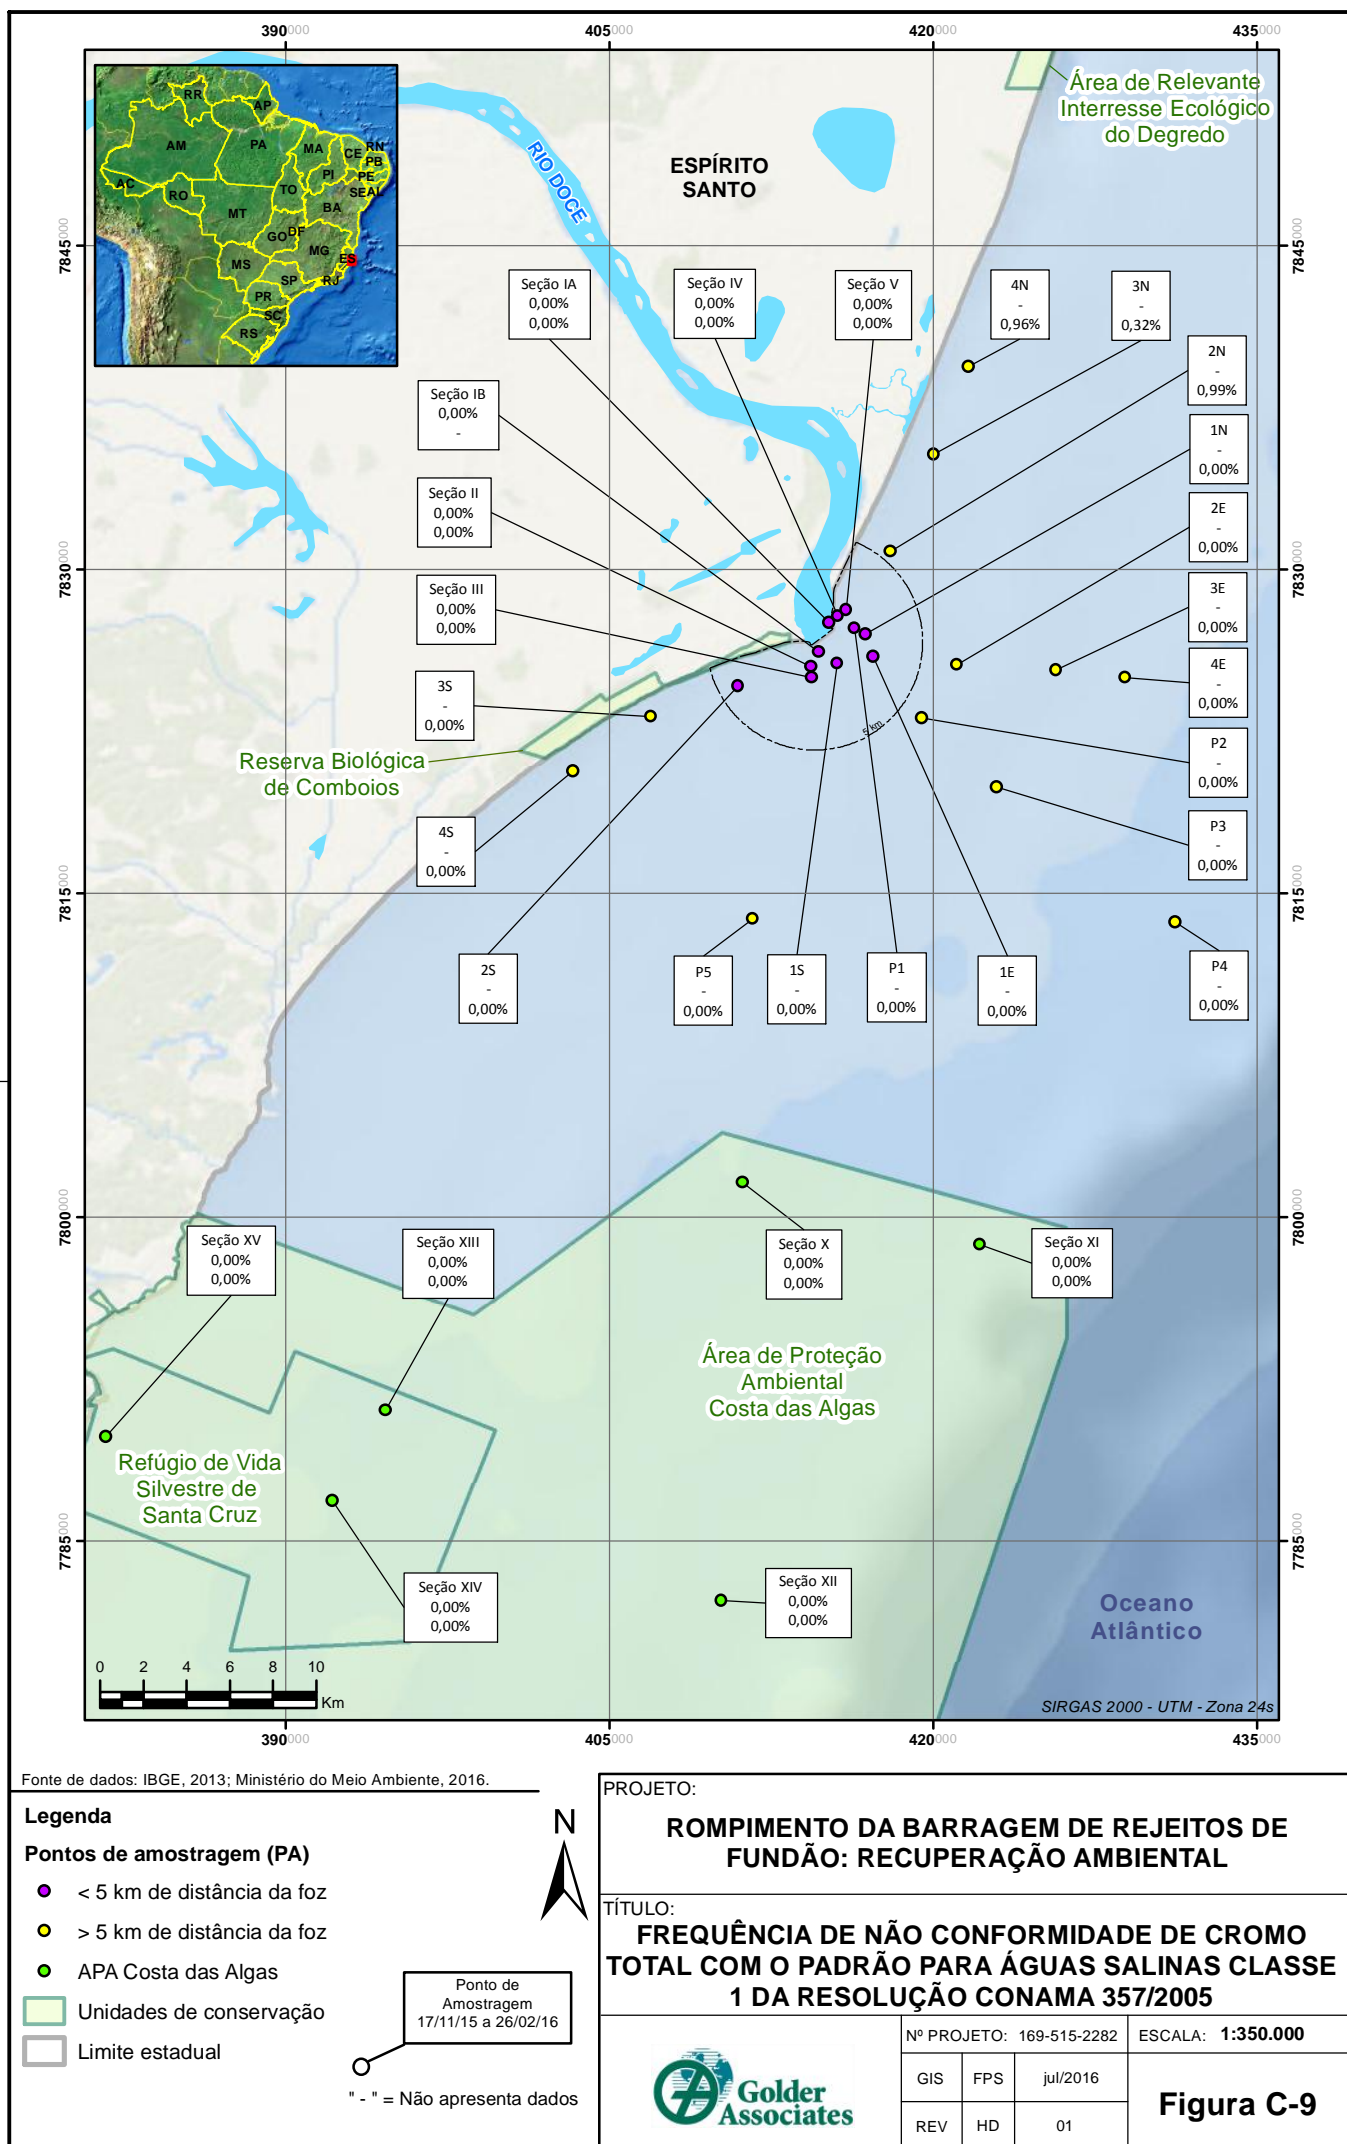 390000
405000
420000
435000
7845000
7830000
7815000
7800000
7785000
7845000
7830000
7815000
7800000
7785000
390000
405000
420000
435000
RR
AP
AM
PA
MA
CE
RN
PB
PE
PI
AC
RO
TO
SE
AL
MT
BA
GO
DF
MG
ES
MS
SP
RJ
PR
SC
RS
RIO DOCE
ESPÍRITO
SANTO
Área de Relevante
Interresse Ecológico
do Degredo
Seção IA
0,00%
0,00%
Seção IV
0,00%
0,00%
Seção V
0,00%
0,00%
4N
-
0,96%
3N
-
0,32%
2N
-
0,99%
Seção IB
0,00%
-
1N
-
0,00%
Seção II
0,00%
0,00%
2E
-
0,00%
Seção III
0,00%
0,00%
3E
-
0,00%
3S
-
0,00%
4E
-
0,00%
5 km
Reserva Biológica
de Comboios
P2
-
0,00%
4S
-
0,00%
P3
-
0,00%
2S
-
0,00%
P5
-
0,00%
1S
-
0,00%
P1
-
0,00%
1E
-
0,00%
P4
-
0,00%
Seção XV
0,00%
0,00%
Seção XIII
0,00%
0,00%
Seção X
0,00%
0,00%
Seção XI
0,00%
0,00%
Área de Proteção
Ambiental
Costa das Algas
Refúgio de Vida
Silvestre de
Santa Cruz
Seção XIV
0,00%
0,00%
Seção XII
0,00%
0,00%
Oceano
Atlântico
0 2 4 6 8 10
Km
SIRGAS 2000 - UTM - Zona 24s
Fonte de dados: IBGE, 2013; Ministério do Meio Ambiente, 2016.
Legenda
Pontos de amostragem (PA)
< 5 km de distância da foz
> 5 km de distância da foz
APA Costa das Algas
Unidades de conservação
Limite estadual
N
Ponto de
Amostragem
17/11/15 a 26/02/16
" - " = Não apresenta dados
PROJETO:
ROMPIMENTO DA BARRAGEM DE REJEITOS DE
FUNDÃO: RECUPERAÇÃO AMBIENTAL
TÍTULO:
FREQUÊNCIA DE NÃO CONFORMIDADE DE CROMO
TOTAL COM O PADRÃO PARA ÁGUAS SALINAS CLASSE
1 DA RESOLUÇÃO CONAMA 357/2005
Golder
Associates
Nº PROJETO: 169-515-2282
ESCALA: 1:350.000
GIS FPS jul/2016
REV HD 01
Figura C-9